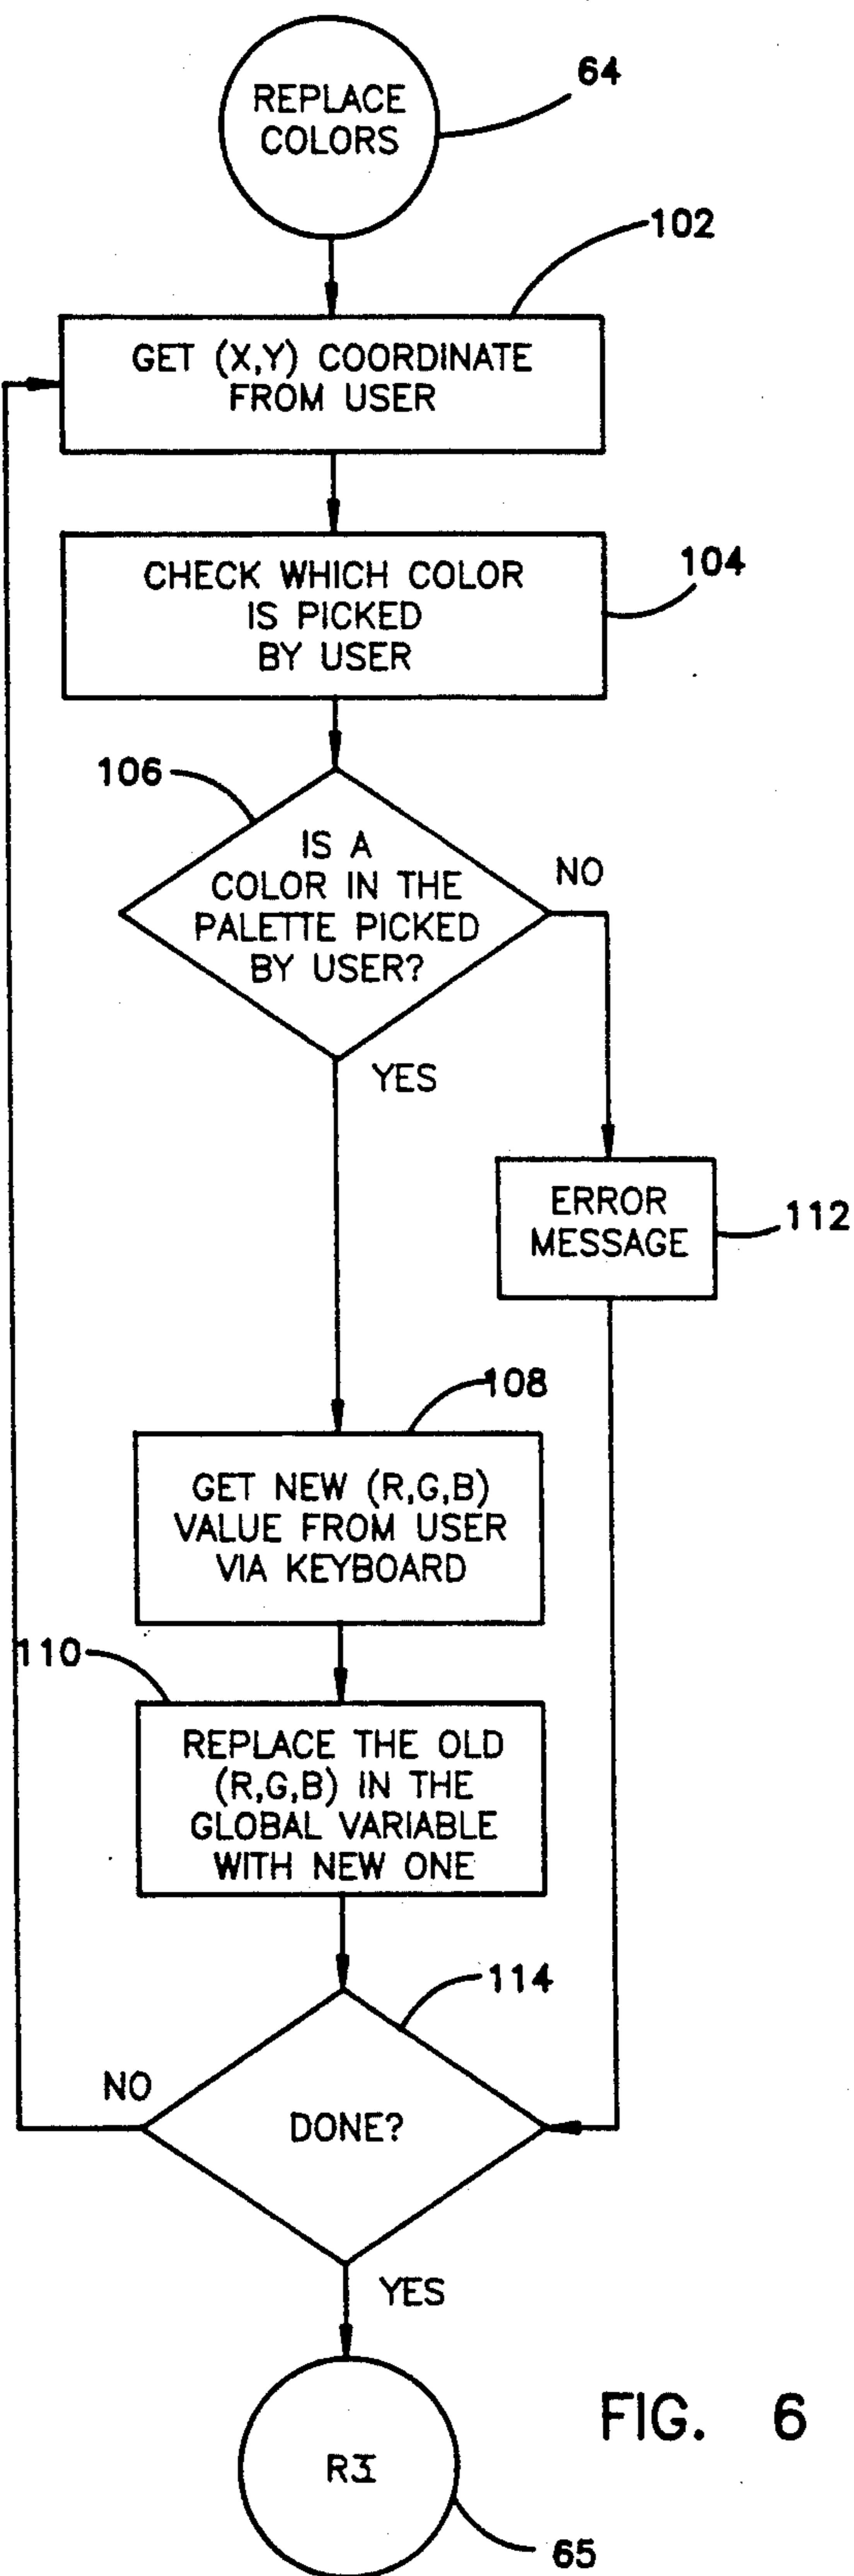 REPLACE
COLORS
64
102
GET (X,Y) COORDINATE
FROM USER
CHECK WHICH COLOR
IS PICKED
BY USER
104
106
IS A
COLOR IN THE
PALETTE PICKED
BY USER?
NO
YES
ERROR
MESSAGE
112
108
GET NEW (R,G,B)
VALUE FROM USER
VIA KEYBOARD
110
REPLACE THE OLD
(R,G,B) IN THE
GLOBAL VARIABLE
WITH NEW ONE
114
NO
DONE?
YES
FIG. 6
65